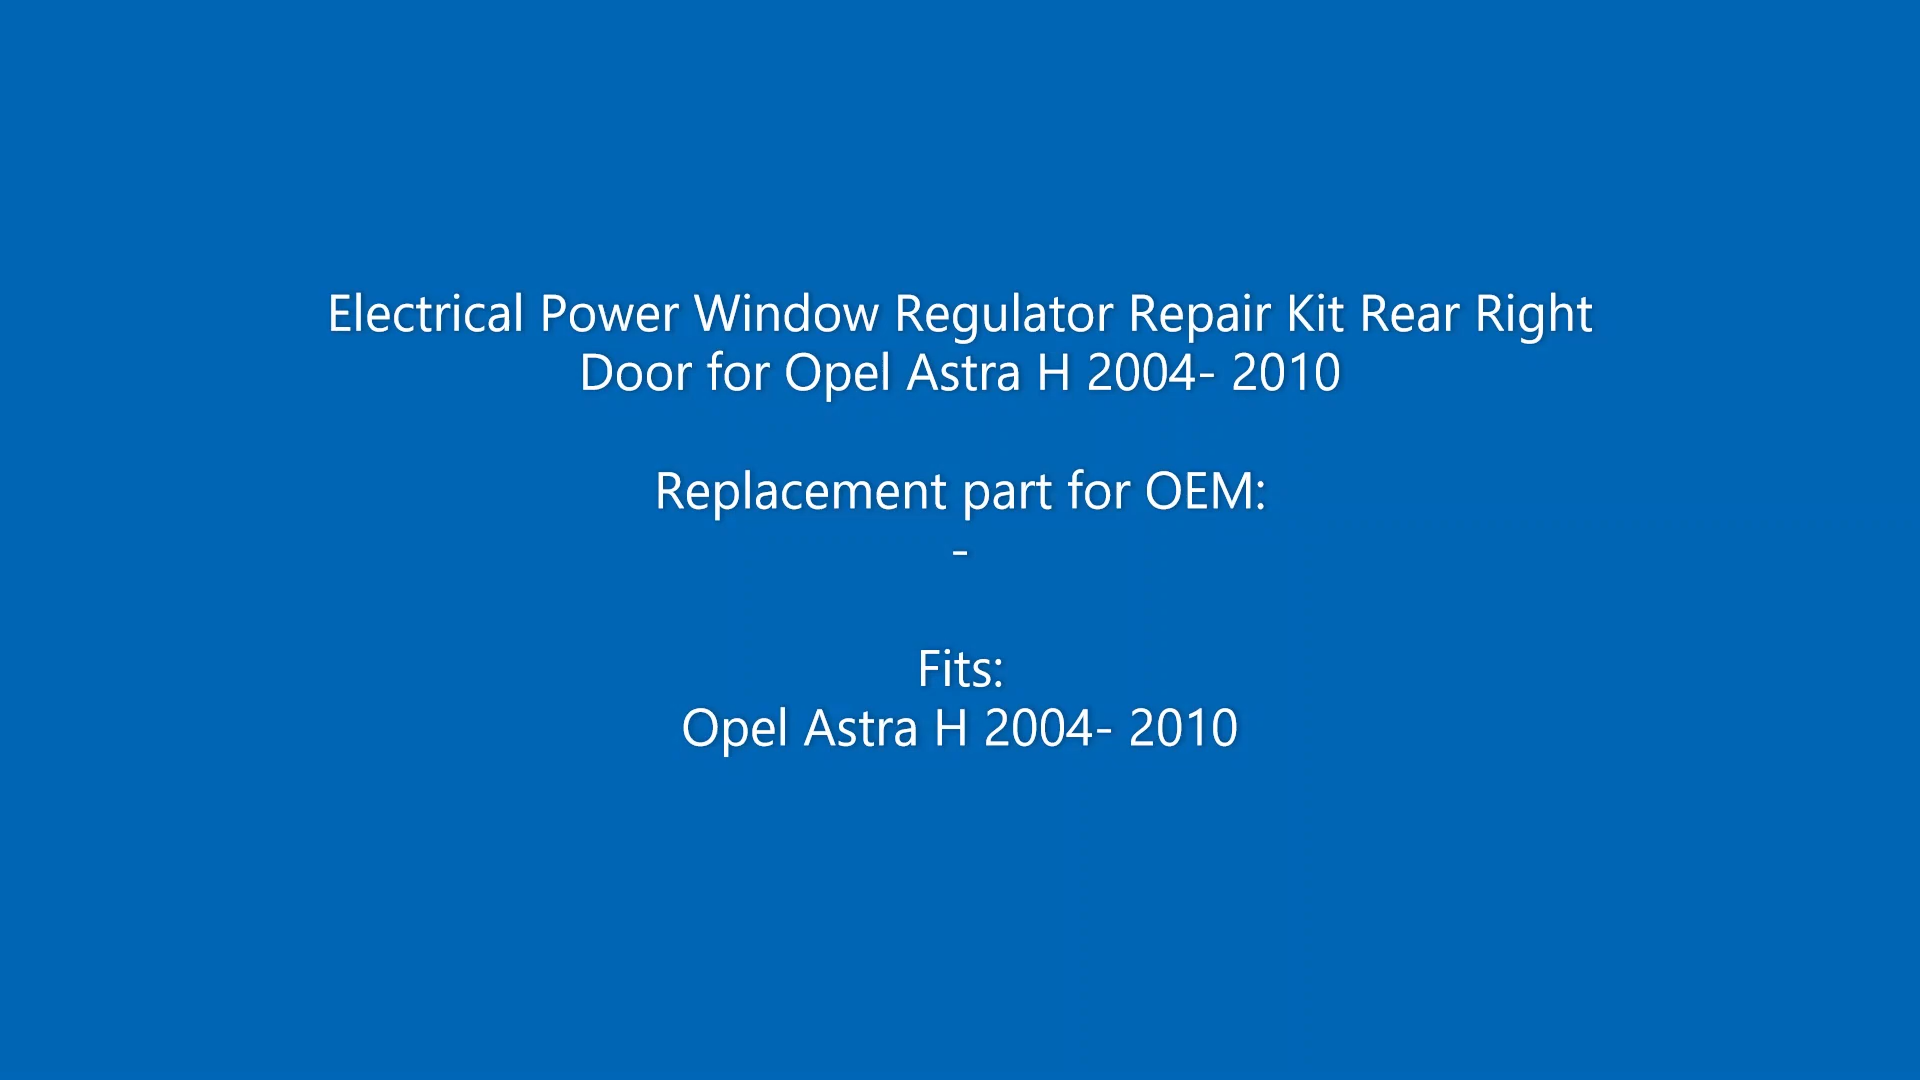 Electrical Power Window Regulator Repair Kit Rear Right
Door for Opel Astra H 2004- 2010
Replacement part for OEM:
-
Fits:
Opel Astra H 2004- 2010